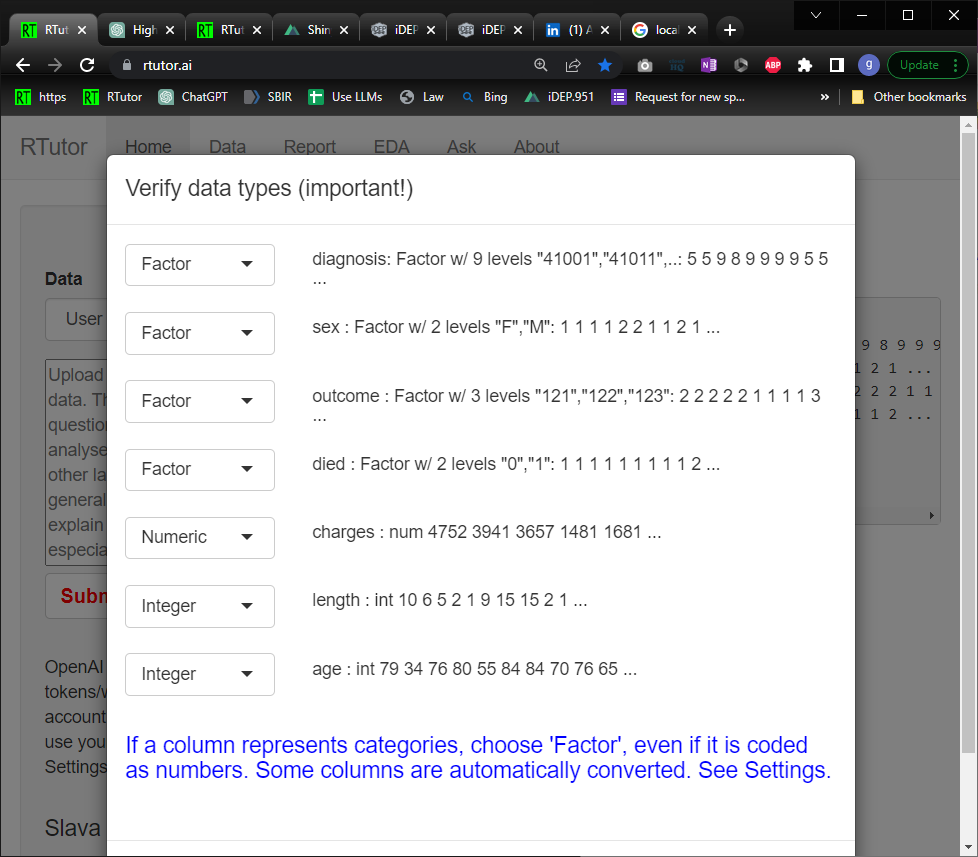 RTut
High
RTut
Shin
iDEP
iDEP
(1) A
loca
rtutor.ai
ABP
g
Update
https
RTutor
ChatGPT
SBIR
Use LLMs
Law
Bing
iDEP.951
Request for new sp...
»
Other bookmarks
RTutor Home Data Report EDA Ask About
Verify data types (important!)
Factor diagnosis: Factor w/ 9 levels "41001","41011",..: 5 5 9 8 9 9 9 9 5 5
...
Factor sex : Factor w/ 2 levels "F","M": 1 1 1 1 2 2 1 1 2 1 ...
Factor outcome : Factor w/ 3 levels "121","122","123": 2 2 2 2 2 1 1 1 1 3
...
Factor died : Factor w/ 2 levels "0","1": 1 1 1 1 1 1 1 1 1 2 ...
Numeric charges : num 4752 3941 3657 1481 1681 ...
Integer length : int 10 6 5 2 1 9 15 15 2 1 ...
Integer age : int 79 34 76 80 55 84 84 70 76 65 ...
If a column represents categories, choose 'Factor', even if it is coded
as numbers. Some columns are automatically converted. See Settings.
Data
User
Upload
data. Th
question
analyse
other la
general
explain
especia
Subm
OpenAI
tokens/w
account
use you
Settings
Slava
9 8 9 9 9
1 2 1 ...
2 2 2 1 1
1 1 2 ...